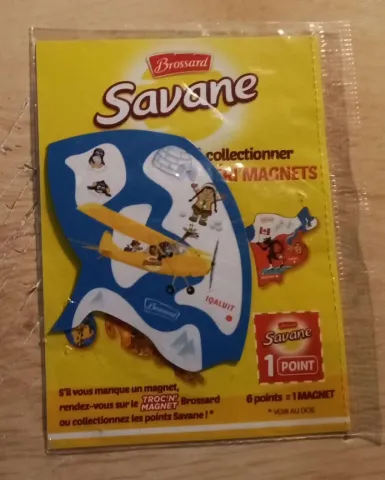 Brossard
Savane
collectionner
MAGNETS
Brossard
IQALUIT
Brossard
Savane
1 POINT
S'il vous manque un magnet,
rendez-vous sur le TROC'N' MAGNET Brossard
ou collectionnez les points Savane ! *
6 points = 1 MAGNET
* VOIR AU DOS